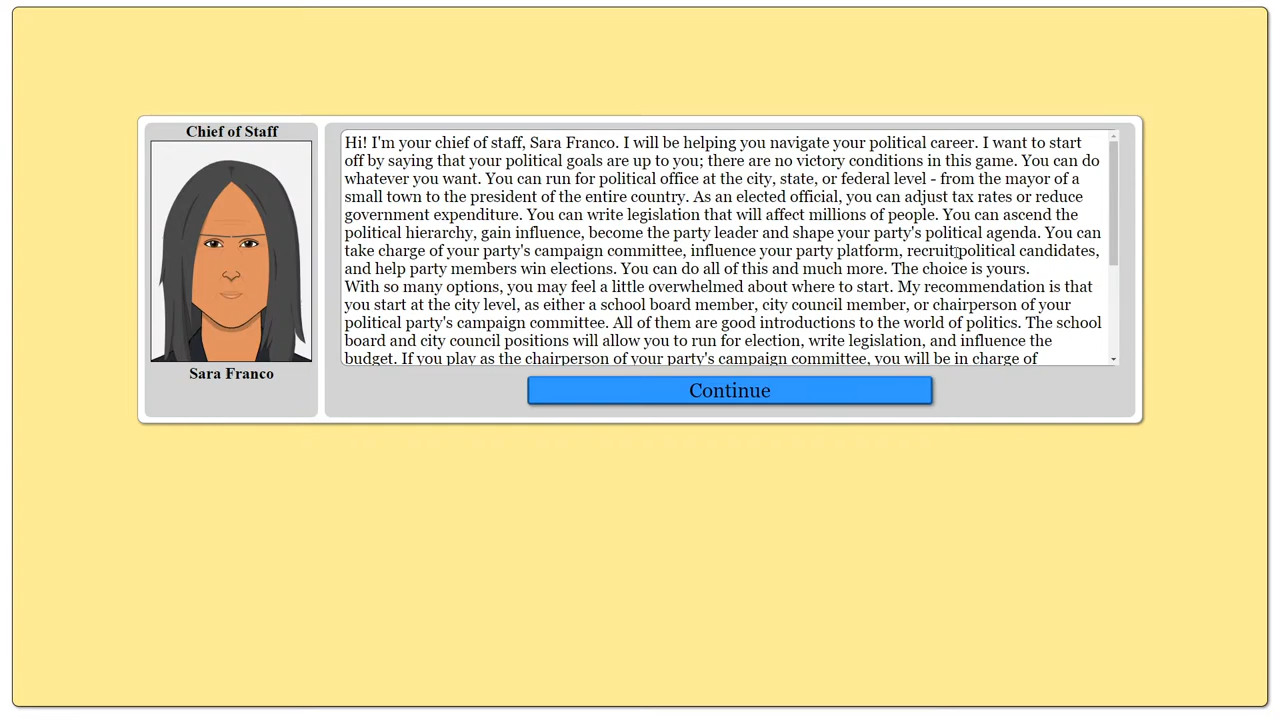 Chief of Staff
Sara Franco
Hi! I'm your chief of staff, Sara Franco. I will be helping you navigate your political career. I want to start
off by saying that your political goals are up to you; there are no victory conditions in this game. You can do
whatever you want. You can run for political office at the city, state, or federal level - from the mayor of a
small town to the president of the entire country. As an elected official, you can adjust tax rates or reduce
government expenditure. You can write legislation that will affect millions of people. You can ascend the
political hierarchy, gain influence, become the party leader and shape your party's political agenda. You can
take charge of your party's campaign committee, influence your party platform, recruit political candidates,
and help party members win elections. You can do all of this and much more. The choice is yours.
With so many options, you may feel a little overwhelmed about where to start. My recommendation is that
you start at the city level, as either a school board member, city council member, or chairperson of your
political party's campaign committee. All of them are good introductions to the world of politics. The school
board and city council positions will allow you to run for election, write legislation, and influence the
budget. If you play as the chairperson of your party's campaign committee, you will be in charge of
Continue